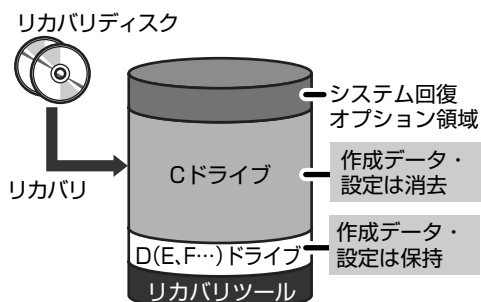 リカバリディスク
システム回復
オプション領域
リカバリ
Cドライブ
作成データ・
設定は消去
D(E、F…)ドライブ
作成データ・
設定は保持
リカバリツール